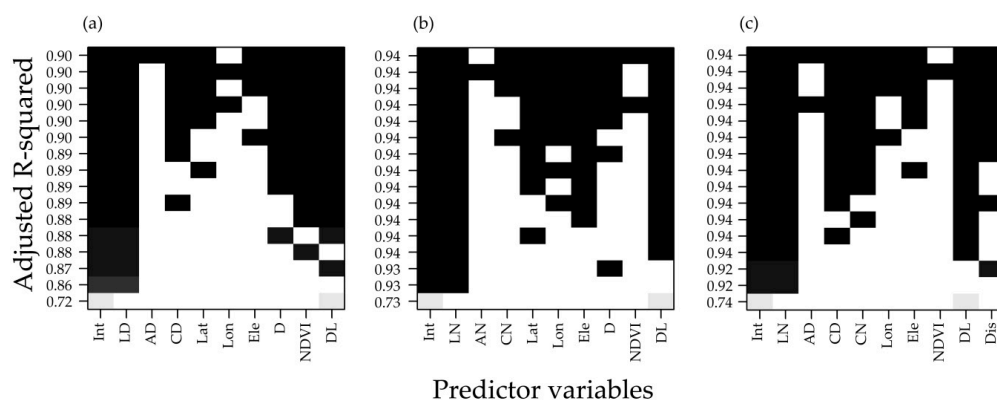 (a)
(b)
(c)
Adjusted R-squared
0.90
0.90
0.90
0.90
0.90
0.90
0.89
0.89
0.89
0.89
0.88
0.88
0.88
0.87
0.86
0.72
Int
LD
AD
CD
Lat
Lon
Ele
D
NDVI
DL
0.94
0.94
0.94
0.94
0.94
0.94
0.94
0.94
0.94
0.94
0.94
0.94
0.94
0.93
0.93
0.73
Int
LN
AN
CN
Lat
Lon
Ele
D
NDVI
DL
0.94
0.94
0.94
0.94
0.94
0.94
0.94
0.94
0.94
0.94
0.94
0.94
0.94
0.92
0.92
0.74
Int
LN
AD
CD
CN
Lon
Ele
NDVI
DL
Dis
Predictor variables